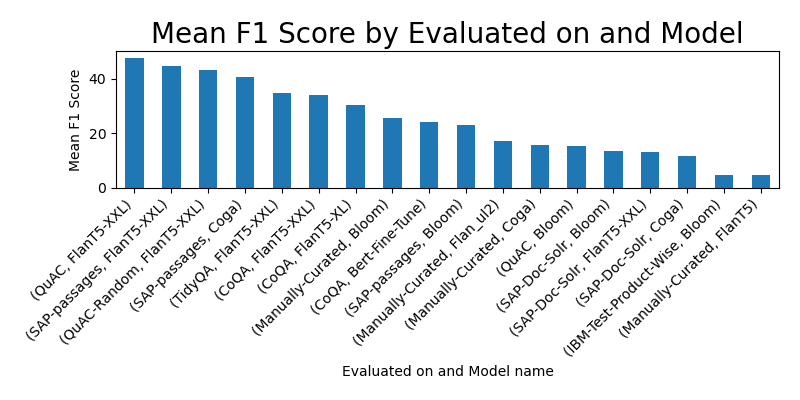 Mean F1 Score by Evaluated on and Model
Mean F1 Score
40
20
0
(QuAC, FlanT5-XXL)
(SAP-passages, FlanT5-XXL)
(QuAC-Random, FlanT5-XXL)
(SAP-passages, Coga)
(TidyQA, FlanT5-XXL)
(CoQA, FlanT5-XXL)
(CoQA, FlanT5-XL)
(Manually-Curated, Bloom)
(CoQA, Bert-Fine-Tune)
(SAP-passages, Bloom)
(Manually-Curated, Flan_ul2)
(Manually-Curated, Coga)
(QuAC, Bloom)
(SAP-Doc-Solr, Bloom)
(SAP-Doc-Solr, FlanT5-XXL)
(SAP-Doc-Solr, Coga)
(IBM-Test-Product-Wise, Bloom)
(Manually-Curated, FlanT5)
Evaluated on and Model name